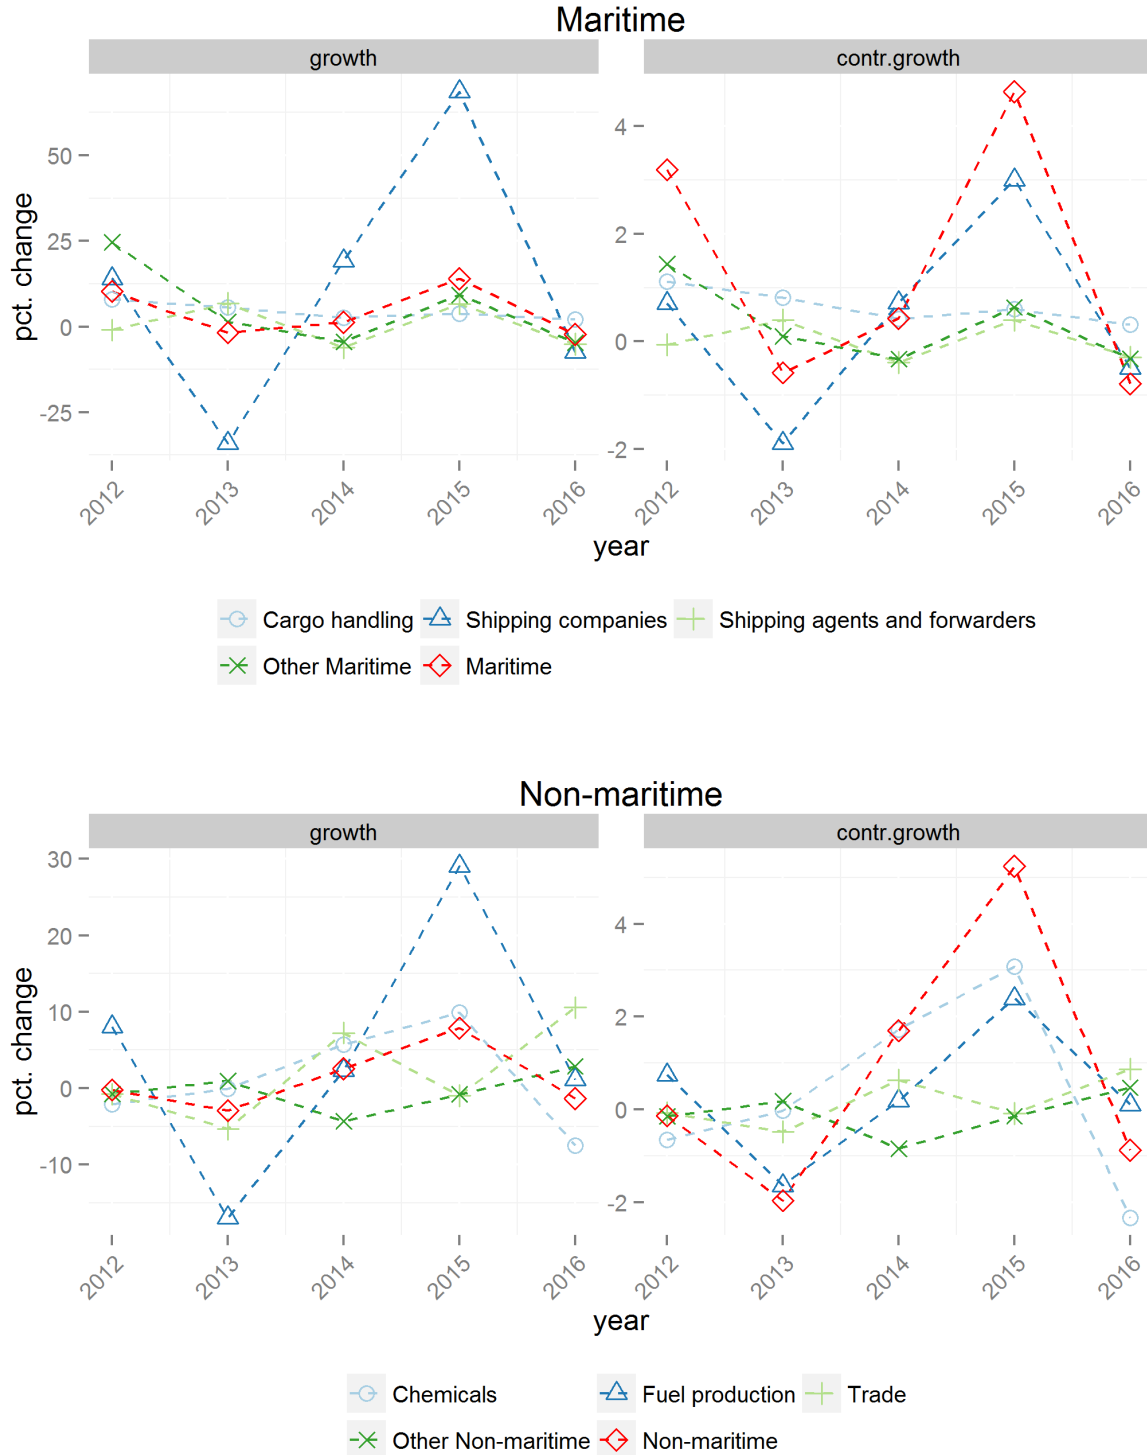 Maritime
growth
contr.growth
pct. change
50
25
0
-25
4
2
0
-2
2012 2013 2014 2015 2016
2012 2013 2014 2015 2016
year
Cargo handling Shipping companies Shipping agents and forwarders
Other Maritime Maritime
Non-maritime
growth
contr.growth
pct. change
30
20
10
0
-10
4
2
0
-2
2012 2013 2014 2015 2016
2012 2013 2014 2015 2016
year
Chemicals Fuel production Trade
Other Non-maritime Non-maritime